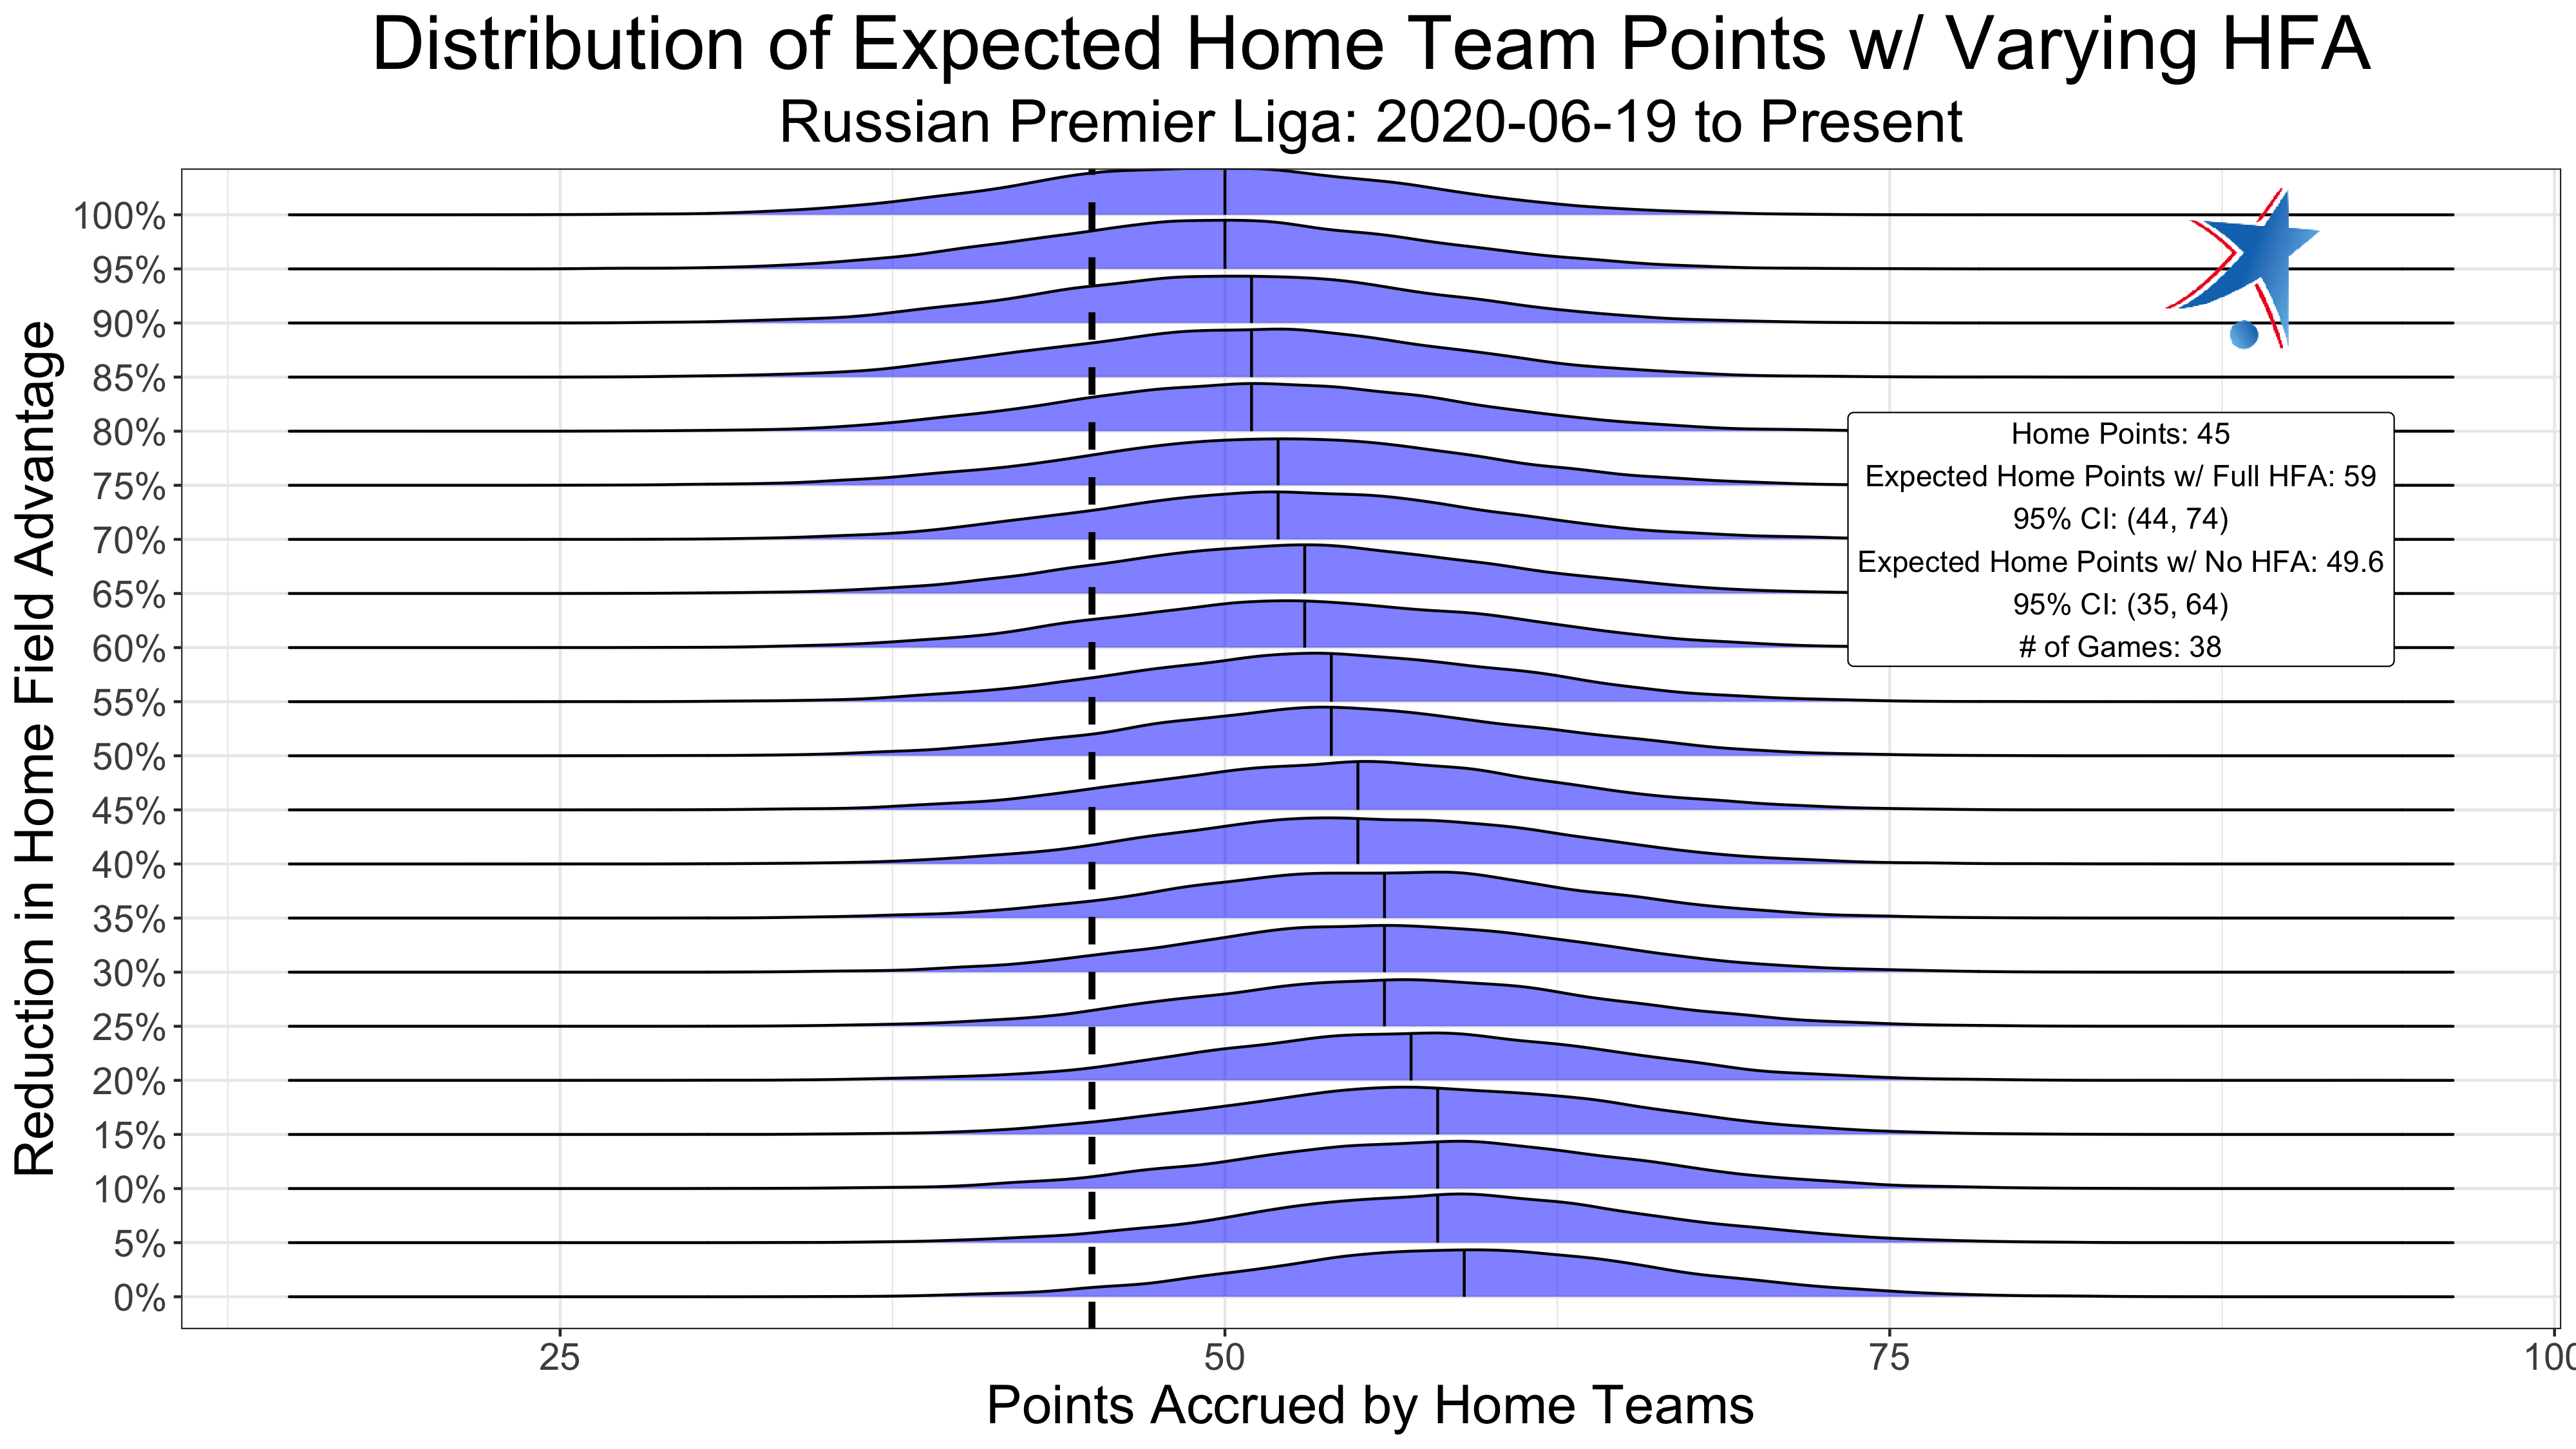 Distribution of Expected Home Team Points w/ Varying HFA
Russian Premier Liga: 2020-06-19 to Present
Reduction in Home Field Advantage
100%
95%
90%
85%
80%
75%
70%
65%
60%
55%
50%
45%
40%
35%
30%
25%
20%
15%
10%
5%
0%
Home Points: 45
Expected Home Points w/ Full HFA: 59
95% CI: (44, 74)
Expected Home Points w/ No HFA: 49.6
95% CI: (35, 64)
# of Games: 38
25 50 75 100
Points Accrued by Home Teams